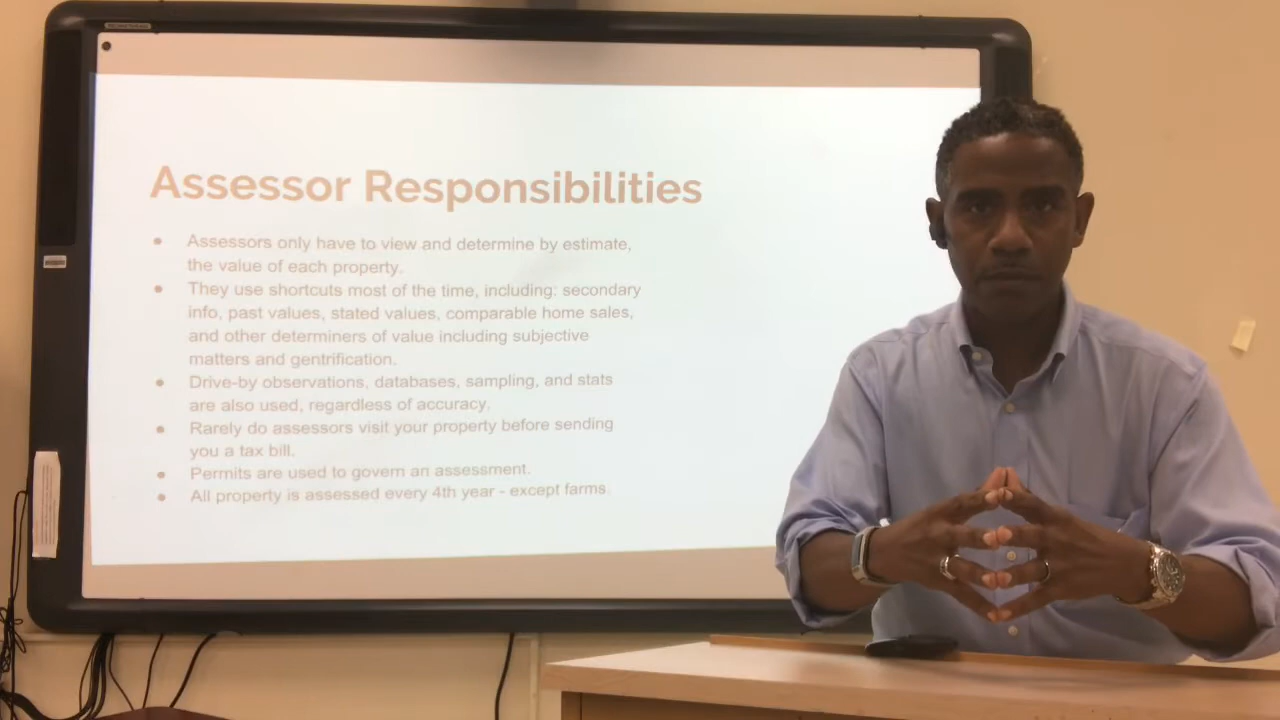 Assessor Responsibilities
● Assessors only have to view and determine by estimate,
the value of each property.
● They use shortcuts most of the time, including: secondary
info, past values, stated values, comparable home sales,
and other determiners of value including subjective
matters and gentrification.
● Drive-by observations, databases, sampling, and stats
are also used, regardless of accuracy.
● Rarely do assessors visit your property before sending
you a tax bill.
● Permits are used to govern an assessment.
● All property is assessed every 4th year - except farms.